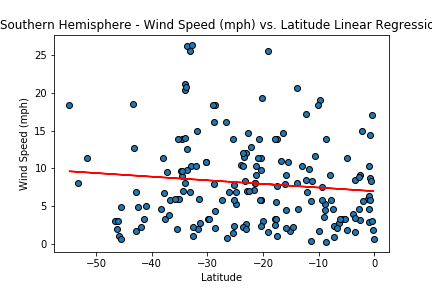 Southern Hemisphere - Wind Speed (mph) vs. Latitude Linear Regressio
Wind Speed (mph)
25
20
15
10
5
0
−50 −40 −30 −20 −10 0
Latitude